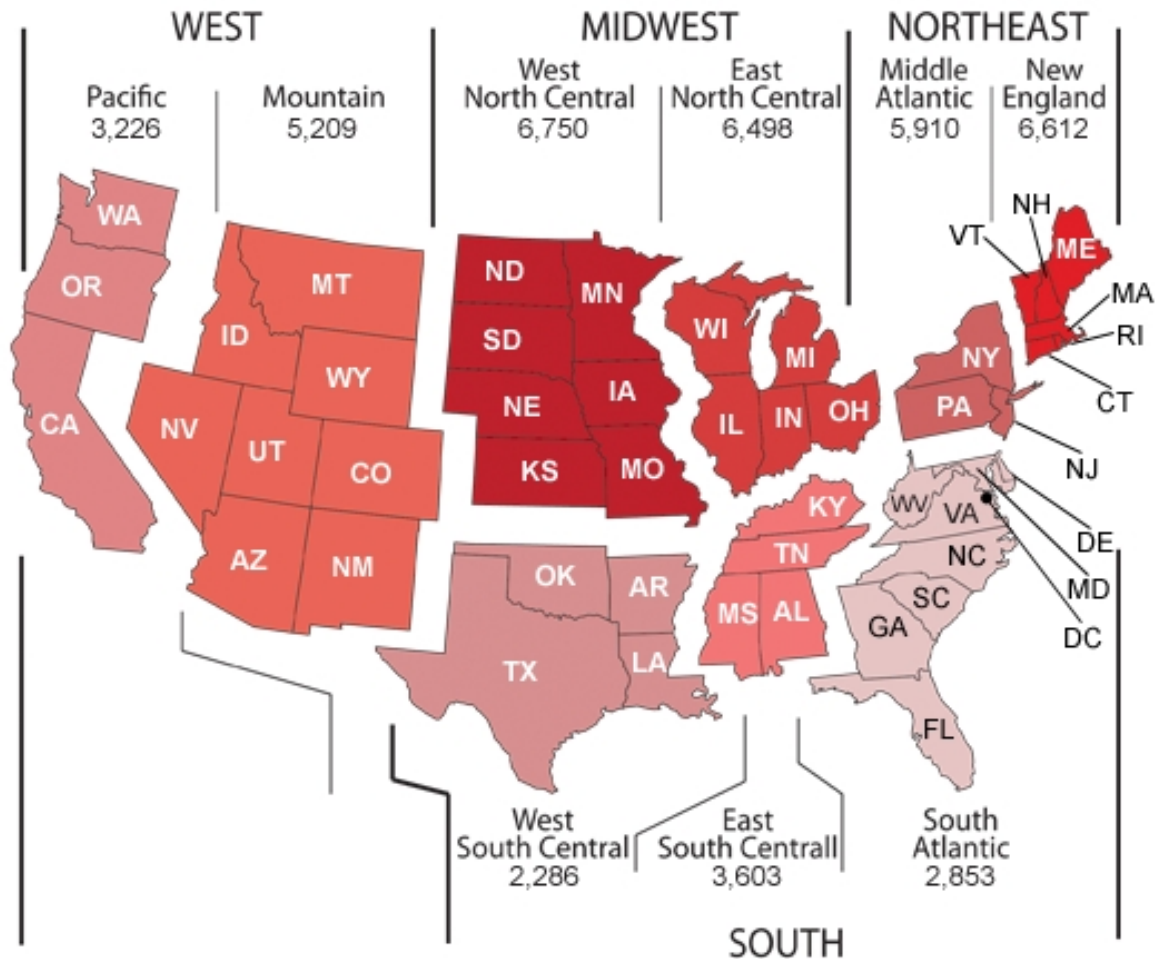 WEST
MIDWEST
NORTHEAST
Pacific
3,226
Mountain
5,209
West
North Central
6,750
East
North Central
6,498
Middle
Atlantic
5,910
New
England
6,612
WA
OR
CA
MT
ID
WY
NV
UT
CO
AZ
NM
ND
MN
SD
IA
NE
KS
MO
WI
MI
IL
IN
OH
NH
VT
ME
MA
RI
CT
NY
PA
NJ
KY
TN
MS
AL
OK
AR
TX
LA
WV
VA
DE
MD
DC
NC
SC
GA
FL
West
South Central
2,286
East
South Centrall
3,603
South
Atlantic
2,853
SOUTH